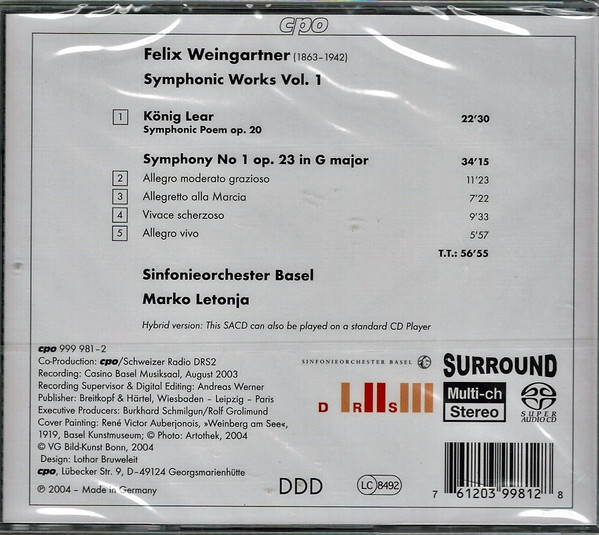 cpo
Felix Weingartner (1863–1942)
Symphonic Works Vol. 1
1 König Lear 22'30
Symphonic Poem op. 20
Symphony No 1 op. 23 in G major 34'15
2 Allegro moderato grazioso 11'23
3 Allegretto alla Marcia 7'22
4 Vivace scherzoso 9'33
5 Allegro vivo 5'57
T.T.: 56'55
Sinfonieorchester Basel
Marko Letonja
Hybrid version: This SACD can also be played on a standard CD Player
cpo 999 981–2
Co-Production: cpo/Schweizer Radio DRS2
Recording: Casino Basel Musiksaal, August 2003
Recording Supervisor & Digital Editing: Andreas Werner
Publisher: Breitkopf & Härtel, Wiesbaden – Leipzig – Paris
Executive Producers: Burkhard Schmilgun/Rolf Grolimund
Cover Painting: René Victor Auberjonois, »Weinberg am See«,
1919, Basel Kunstmuseum; © Photo: Artothek, 2004
© VG Bild-Kunst Bonn, 2004
Design: Lothar Bruweleit
cpo, Lübecker Str. 9, D–49124 Georgsmarienhütte
℗ 2004 – Made in Germany
SINFONIEORCHESTER BASEL
DRSII
SURROUND
Multi-ch
Stereo
SUPER AUDIO CD
DDD
LC 8492
7 61203 99812 8